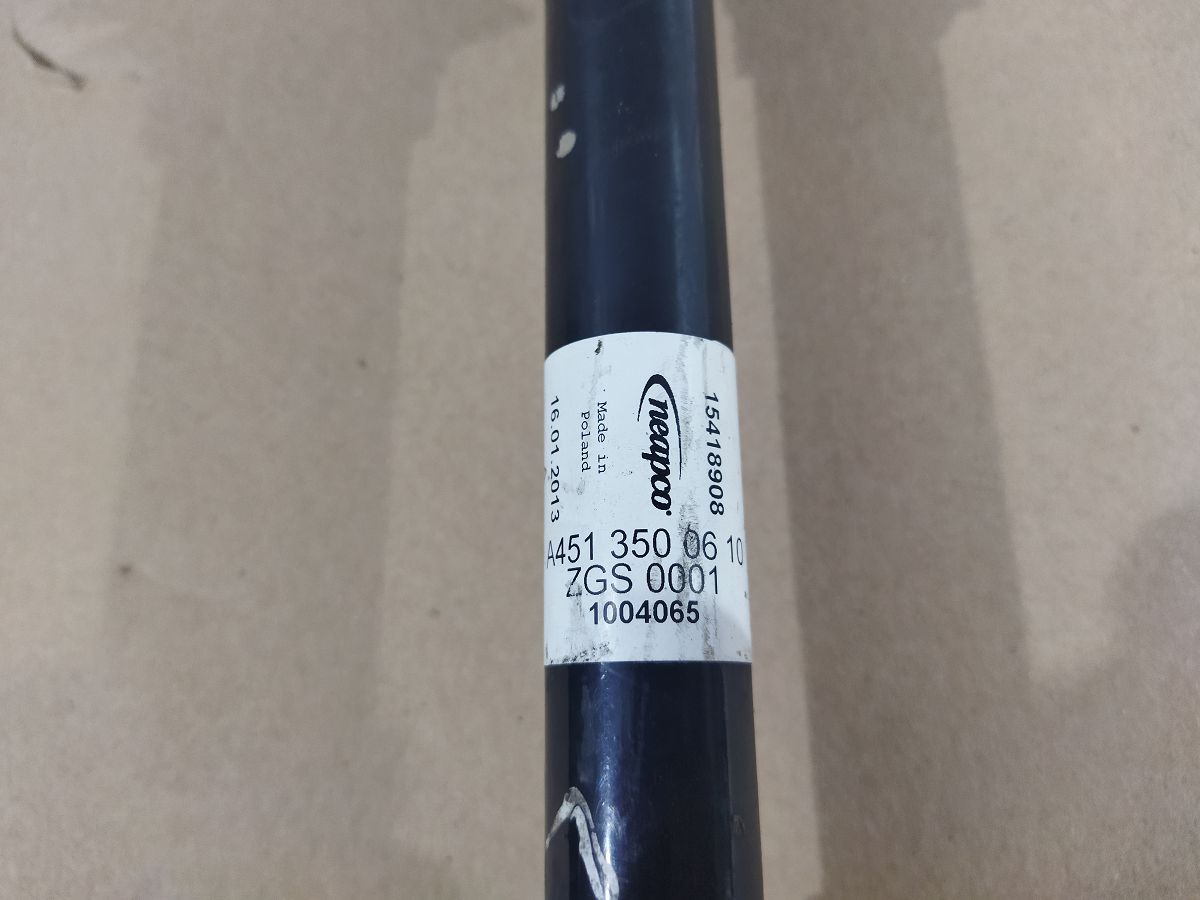 15418908
neapco
Made in
Poland
16.01.2013
A451 350 06 10
ZGS 0001
1004065